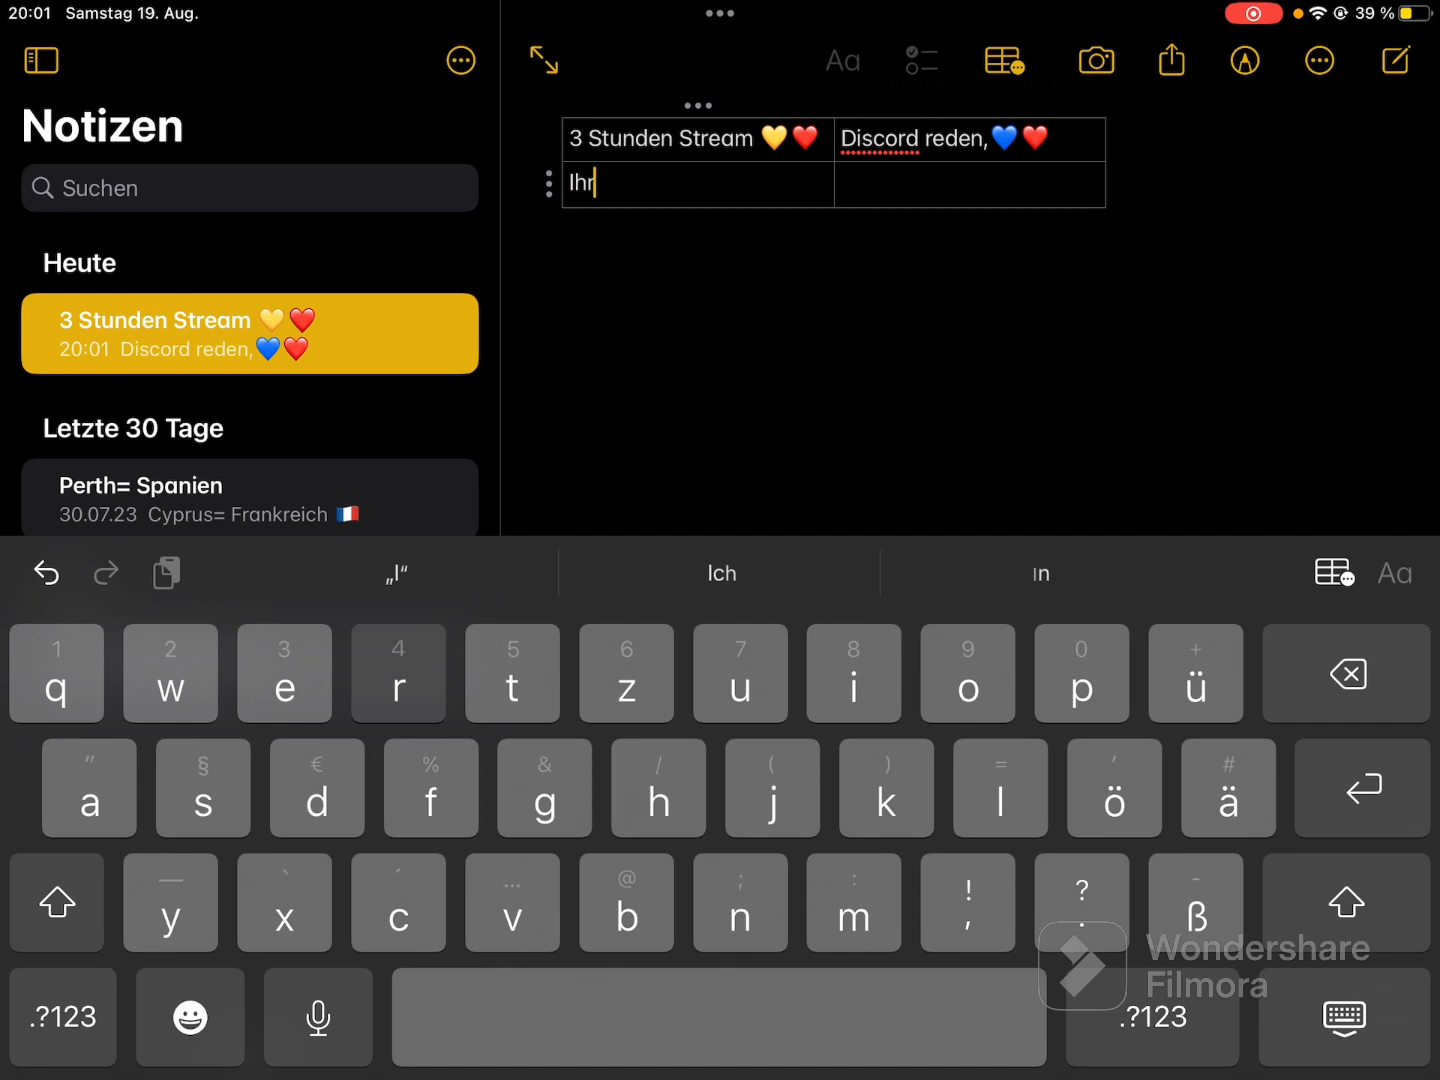 20:01 Samstag 19. Aug.
39 %
Notizen
Suchen
Heute
3 Stunden Stream 💛❤️
20:01 Discord reden,💙❤️
Letzte 30 Tage
Perth= Spanien
30.07.23 Cyprus= Frankreich 🇫🇷
Aa
3 Stunden Stream 💛❤️
Discord reden,💙❤️
Ihr
„I“ Ich in Aa
1 2 3 4 5 6 7 8 9 0 +
q w e r t z u i o p ü
" § € % & / ( ) = ' #
a s d f g h j k l ö ä
— ` ´ ... @ ; : ! ? -
y x c v b n m , . ß
.?123 .?123
Wondershare
Filmora